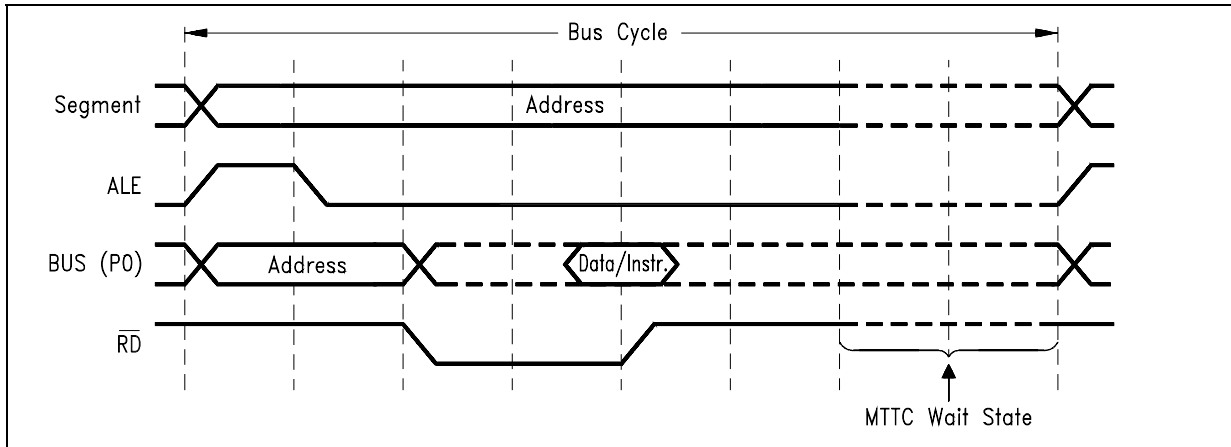 Bus Cycle
Segment
Address
ALE
BUS (P0)
Address
Data/Instr.
RD
MTTC Wait State